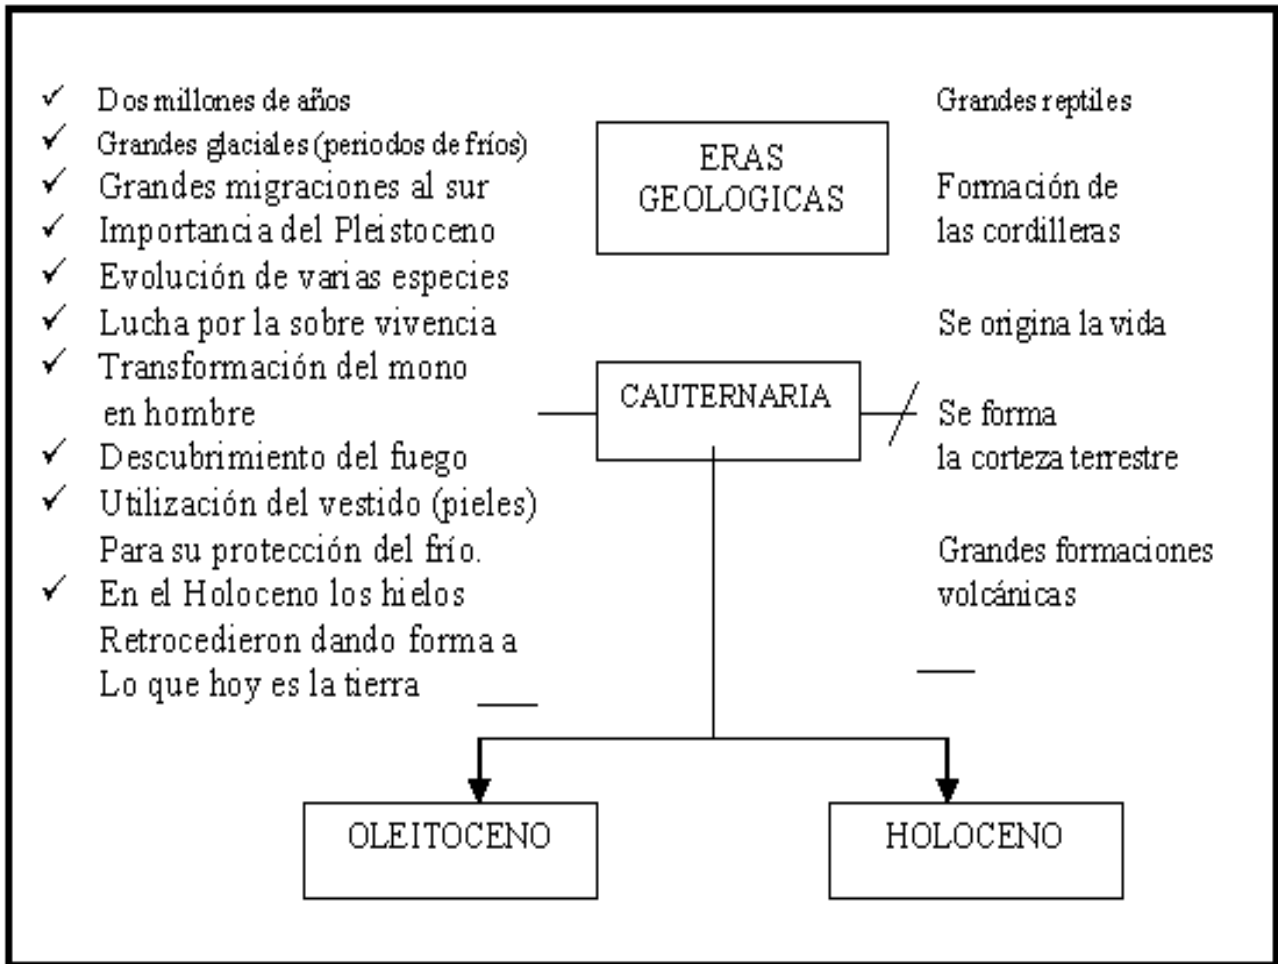 Dos millones de años
Grandes glaciales (periodos de fríos)
Grandes migraciones al sur
Importancia del Pleistoceno
Evolución de varias especies
Lucha por la sobre vivencia
Transformación del mono
en hombre
Descubrimiento del fuego
Utilización del vestido (pieles)
Para su protección del frío.
En el Holoceno los hielos
Retrocedieron dando forma a
Lo que hoy es la tierra
ERAS
GEOLOGICAS
CAUTERNARIA
Grandes reptiles
Formación de
las cordilleras
Se origina la vida
Se forma
la corteza terrestre
Grandes formaciones
volcánicas
OLEITOCENO
HOLOCENO